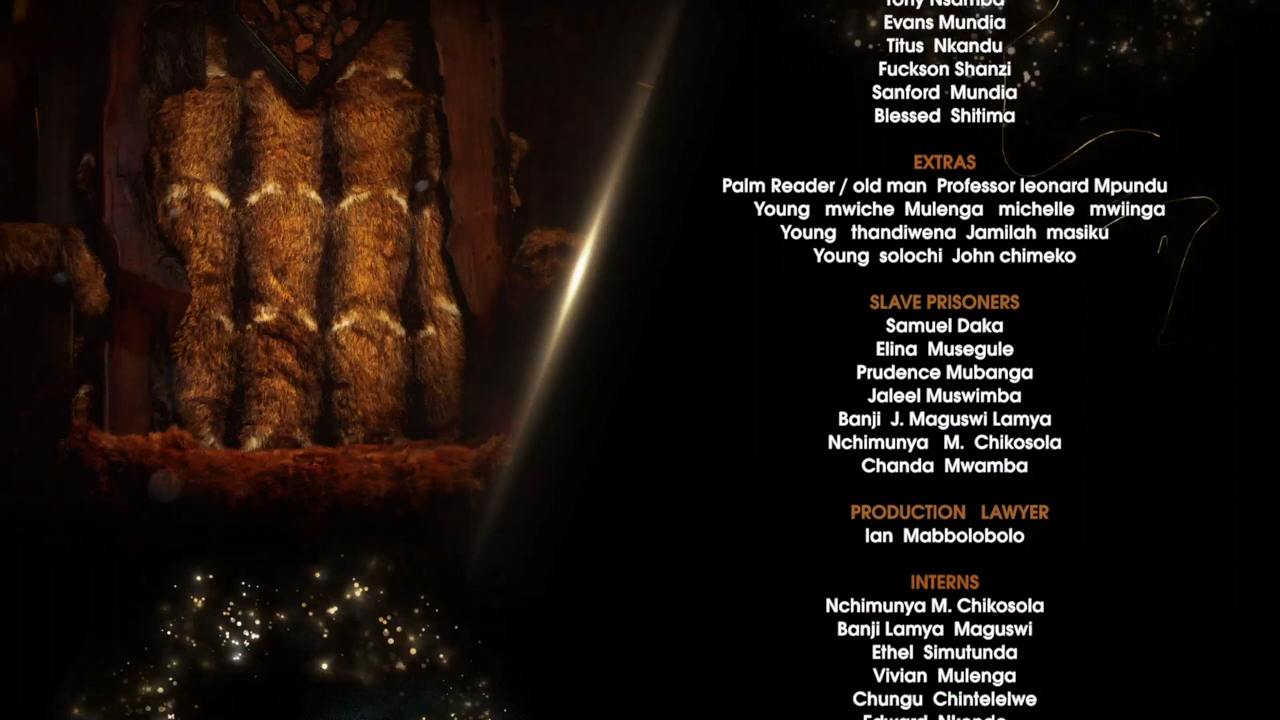 Tony Nsamba
Evans Mundia
Titus Nkandu
Fuckson Shanzi
Sanford Mundia
Blessed Shitima
EXTRAS
Palm Reader / old man Professor leonard Mpundu
Young mwiche Mulenga michelle mwiinga
Young thandiwena Jamilah masiku
Young solochi John chimeko
SLAVE PRISONERS
Samuel Daka
Elina Musegule
Prudence Mubanga
Jaleel Muswimba
Banji J. Maguswi Lamya
Nchimunya M. Chikosola
Chanda Mwamba
PRODUCTION LAWYER
Ian Mabbolobolo
INTERNS
Nchimunya M. Chikosola
Banji Lamya Maguswi
Ethel Simutunda
Vivian Mulenga
Chungu Chintelelwe
Edward